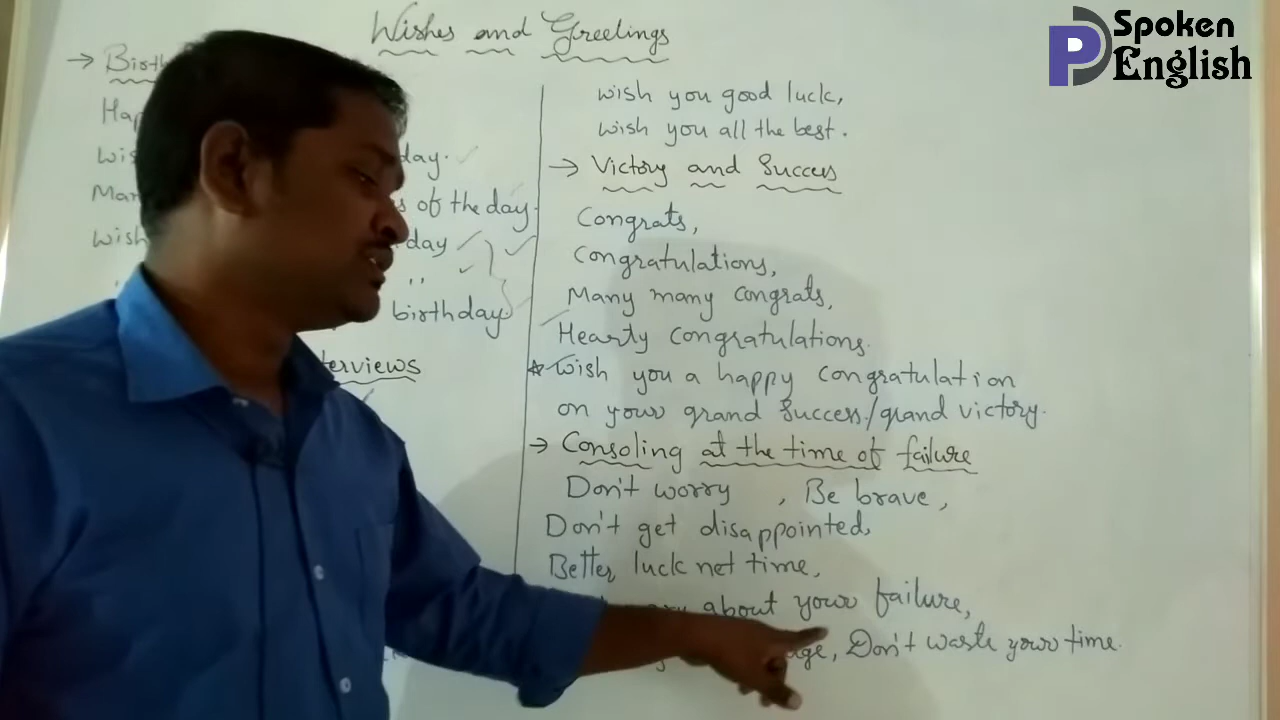 Wishes and Greetings
PD Spoken English
→ Birth
Hap
Wis day.
Man s of the day.
Wish day
" 
birthday.
terviews
wish you good luck,
wish you all the best.
→ Victory and Success
Congrats,
Congratulations,
Many many congrats,
Hearty congratulations.
☆ Wish you a happy congratulation
on your grand success./grand victory.
→ Consoling at the time of failure
Don't worry , Be brave,
Don't get disappointed,
Better luck net time,
about your failure,
age, Don't waste your time.